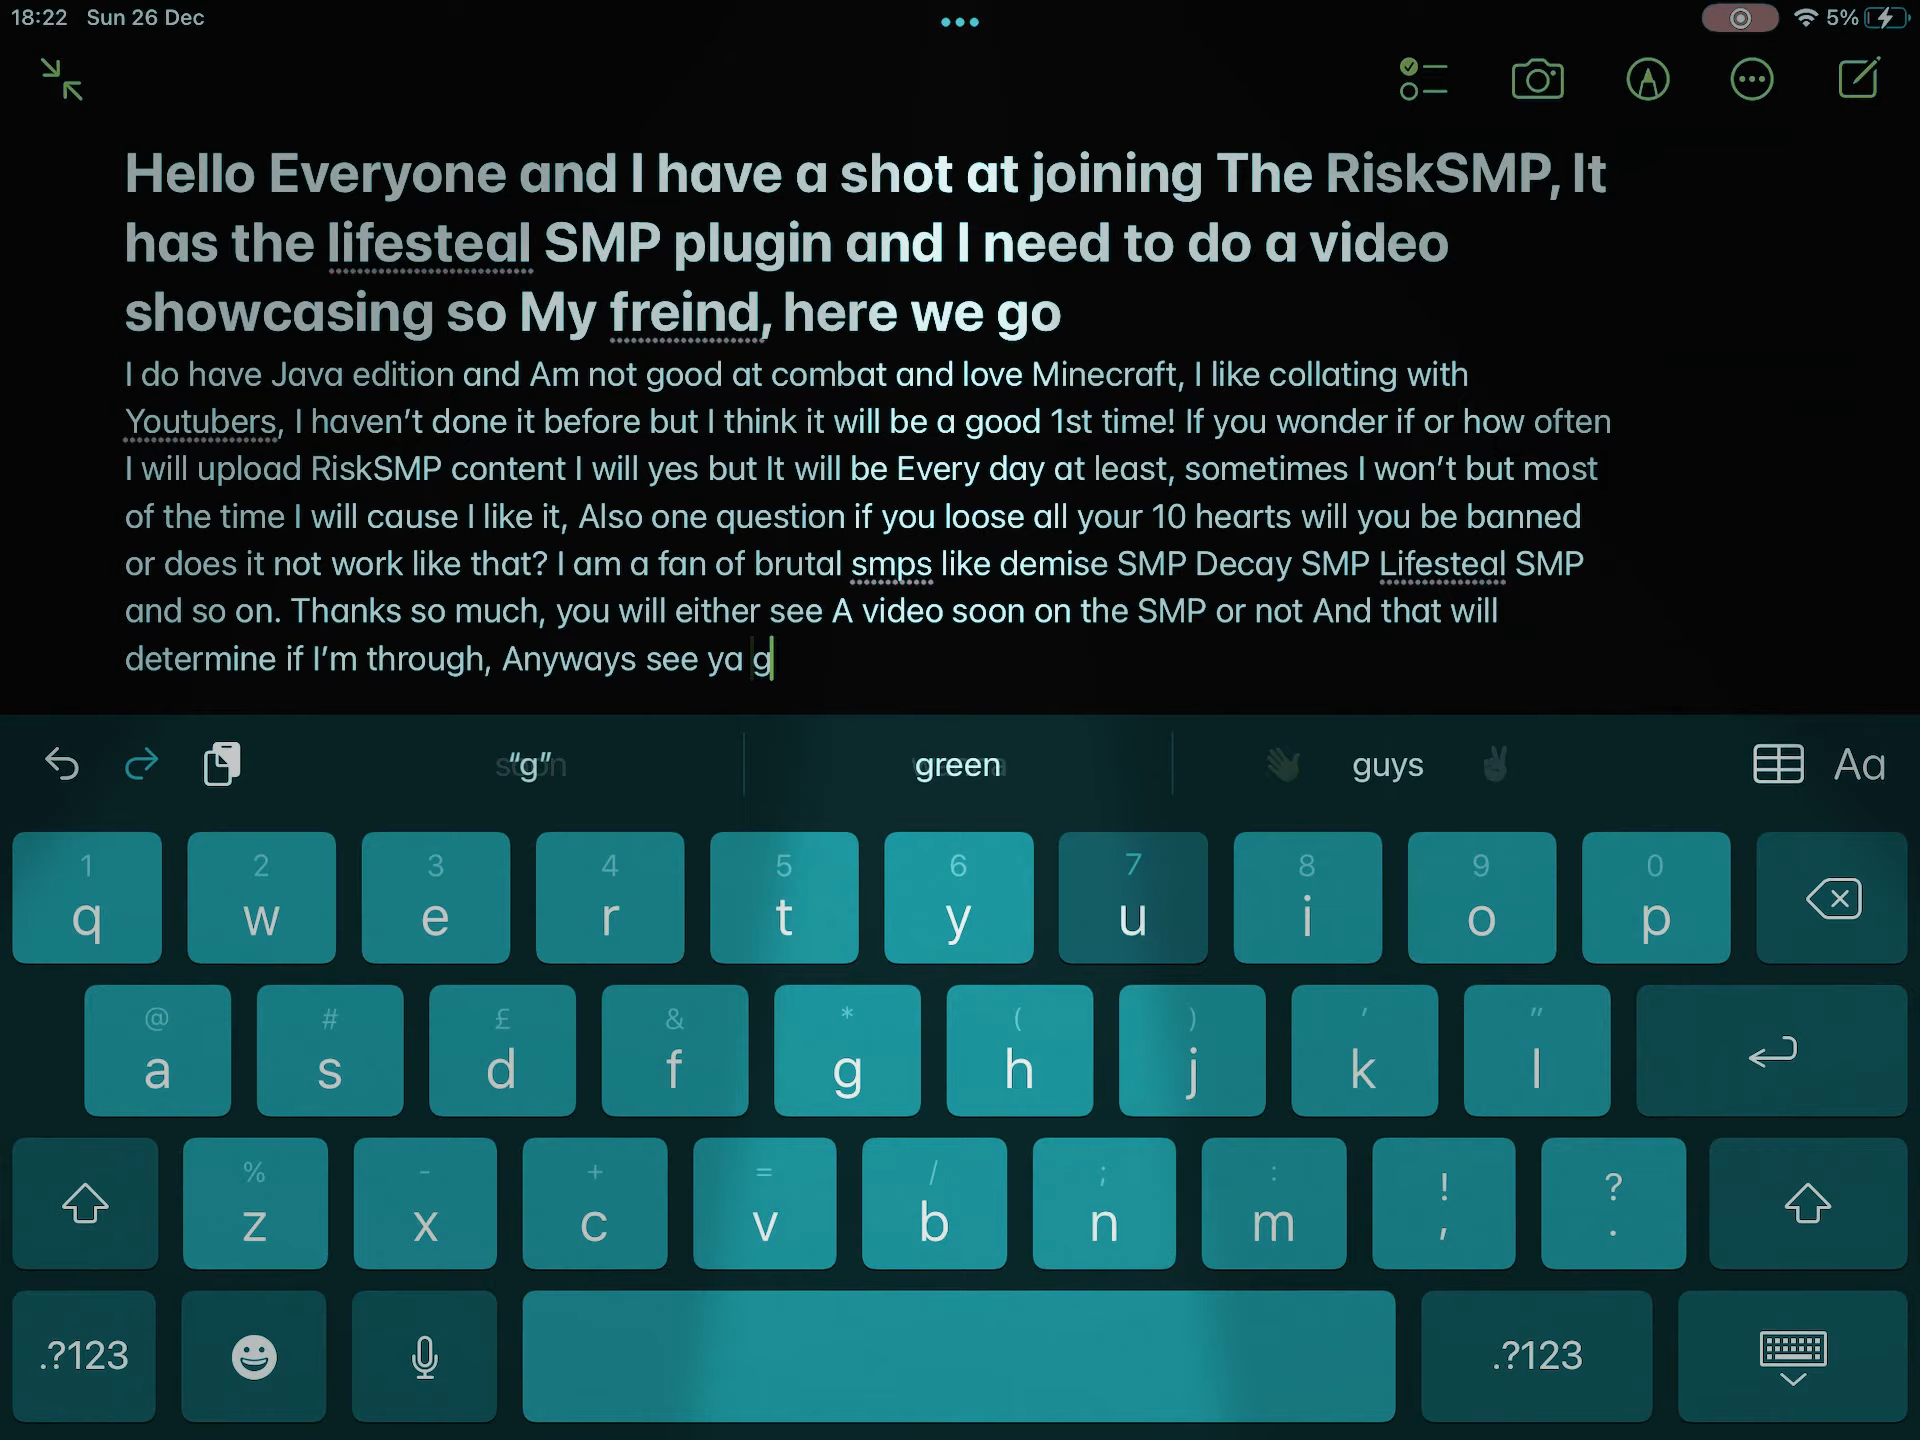 18:22 Sun 26 Dec
5%
Hello Everyone and I have a shot at joining The RiskSMP, It
has the lifesteal SMP plugin and I need to do a video
showcasing so My freind, here we go
I do have Java edition and Am not good at combat and love Minecraft, I like collating with
Youtubers, I haven't done it before but I think it will be a good 1st time! If you wonder if or how often
I will upload RiskSMP content I will yes but It will be Every day at least, sometimes I won't but most
of the time I will cause I like it, Also one question if you loose all your 10 hearts will you be banned
or does it not work like that? I am a fan of brutal smps like demise SMP Decay SMP Lifesteal SMP
and so on. Thanks so much, you will either see A video soon on the SMP or not And that will
determine if I'm through, Anyways see ya g
"g" green guys Aa
1 2 3 4 5 6 7 8 9 0
q w e r t y u i o p
@ # £ & * ( ) ' "
a s d f g h j k l
% - + = / ; : ! ?
z x c v b n m , .
.?123 .?123